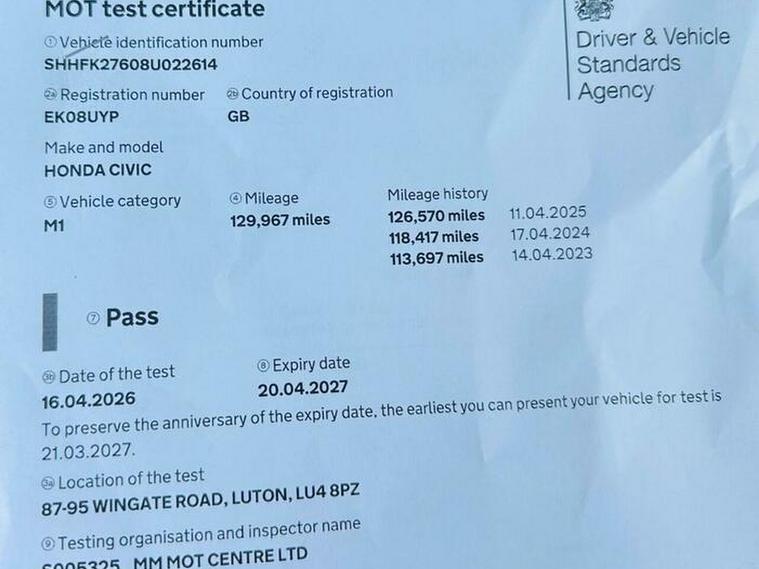 MOT test certificate
Driver & Vehicle
Standards
Agency
① Vehicle identification number
SHHFK27608U022614
2a Registration number 2b Country of registration
EK08UYP GB
Make and model
HONDA CIVIC
⑤ Vehicle category ④ Mileage Mileage history
M1 129,967 miles 126,570 miles 11.04.2025
118,417 miles 17.04.2024
113,697 miles 14.04.2023
⑦ Pass
3b Date of the test ⑧ Expiry date
16.04.2026 20.04.2027
To preserve the anniversary of the expiry date, the earliest you can present your vehicle for test is
21.03.2027.
3a Location of the test
87-95 WINGATE ROAD, LUTON, LU4 8PZ
⑨ Testing organisation and inspector name
S005325 MM MOT CENTRE LTD